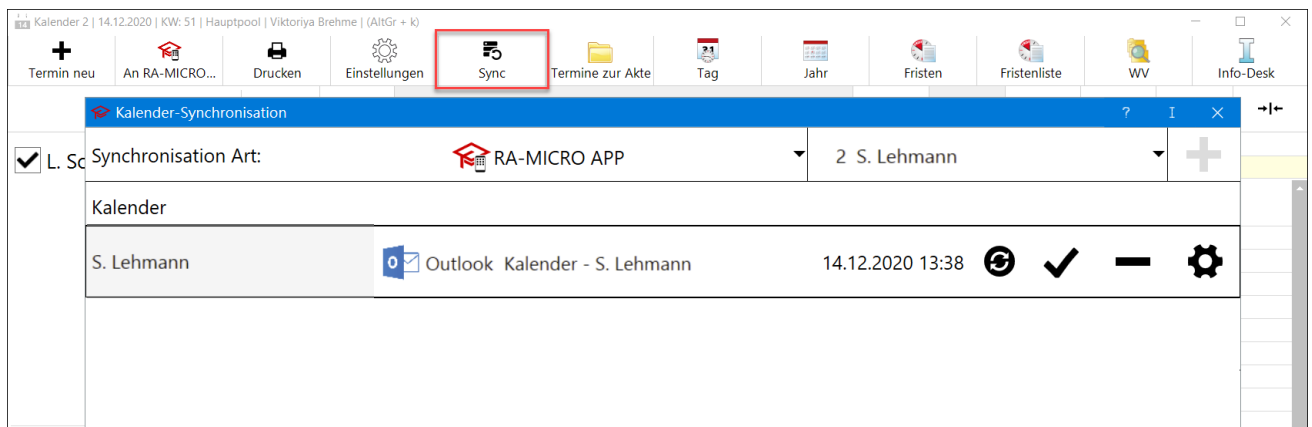 Kalender 2 | 14.12.2020 | KW: 51 | Hauptpool | Viktoriya Brehme | (AltGr + k)
Termin neu An RA-MICRO... Drucken Einstellungen Sync Termine zur Akte Tag Jahr Fristen Fristenliste WV Info-Desk
Kalender-Synchronisation
L. Sc
Synchronisation Art: RA-MICRO APP 2 S. Lehmann
Kalender
S. Lehmann Outlook Kalender - S. Lehmann 14.12.2020 13:38